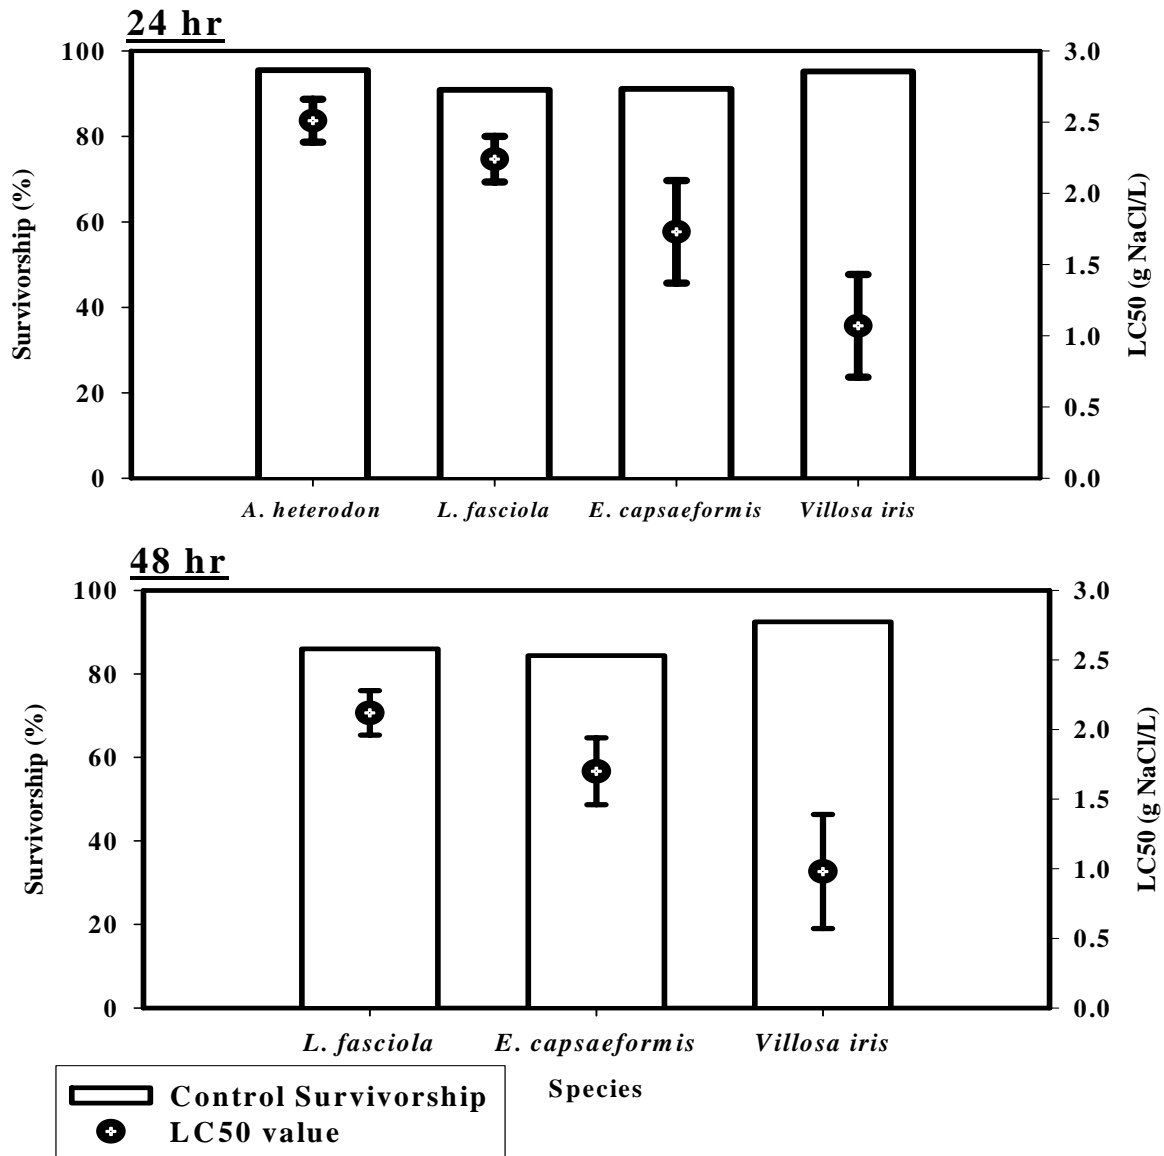 24 hr
100
80
60
40
20
0
Survivorship (%)
3.0
2.5
2.0
1.5
1.0
0.5
0.0
LC50 (g NaCl/L)
A. heterodon L. fasciola E. capsaeformis Villosa iris
48 hr
100
80
60
40
20
0
Survivorship (%)
3.0
2.5
2.0
1.5
1.0
0.5
0.0
LC50 (g NaCl/L)
L. fasciola E. capsaeformis Villosa iris
Species
Control Survivorship
LC50 value